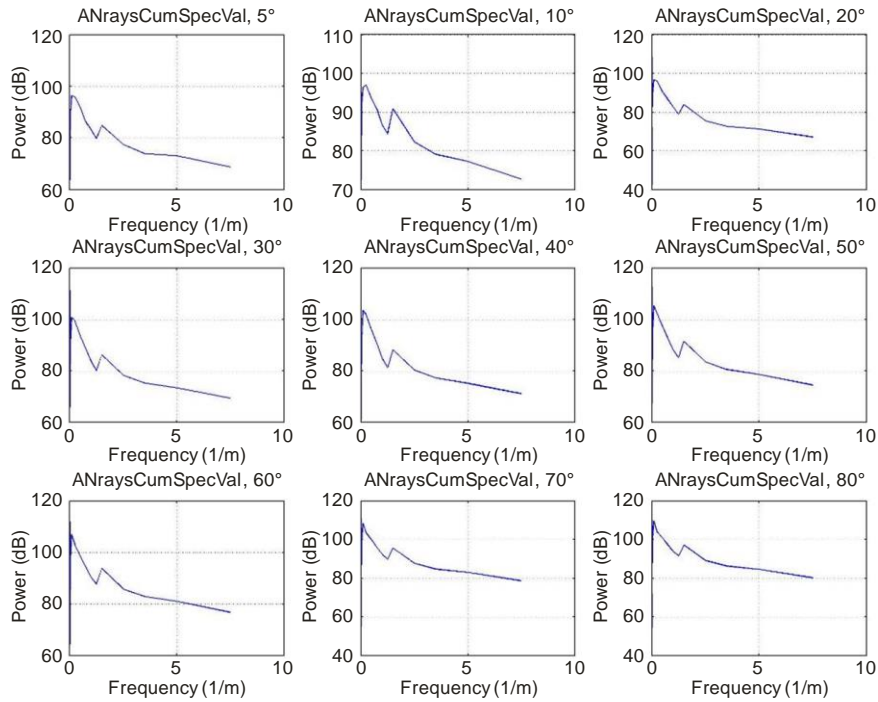 ANraysCumSpecVal, 5°
120
100
80
60
Power (dB)
0 5 10
Frequency (1/m)
ANraysCumSpecVal, 10°
110
100
90
80
70
Power (dB)
0 5 10
Frequency (1/m)
ANraysCumSpecVal, 20°
120
100
80
60
40
Power (dB)
0 5 10
Frequency (1/m)
ANraysCumSpecVal, 30°
120
100
80
60
Power (dB)
0 5 10
Frequency (1/m)
ANraysCumSpecVal, 40°
120
100
80
60
Power (dB)
0 5 10
Frequency (1/m)
ANraysCumSpecVal, 50°
120
100
80
60
Power (dB)
0 5 10
Frequency (1/m)
ANraysCumSpecVal, 60°
120
100
80
60
Power (dB)
0 5 10
Frequency (1/m)
ANraysCumSpecVal, 70°
120
100
80
60
40
Power (dB)
0 5 10
Frequency (1/m)
ANraysCumSpecVal, 80°
120
100
80
60
40
Power (dB)
0 5 10
Frequency (1/m)